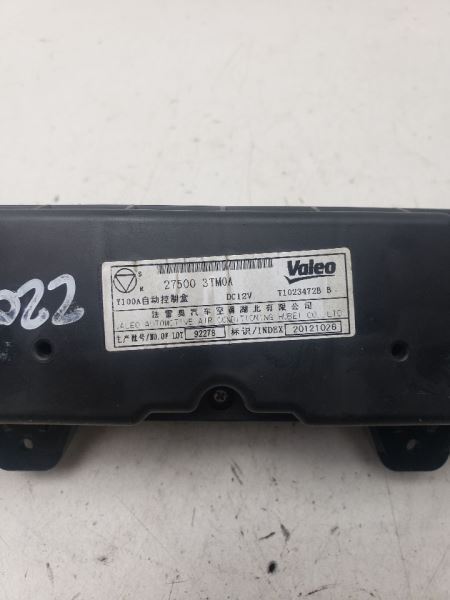 2022
S
R
27500 3TM0A
Valeo
T100A自动控制盒 DC12V T1023472B B
法雷奥汽车空调湖北有限公司
VALEO AUTOMOTIVE AIR CONDITIONING HUBEI CO., LTD
生产批号/NO.OF LOT 92278 标识/INDEX 20121026